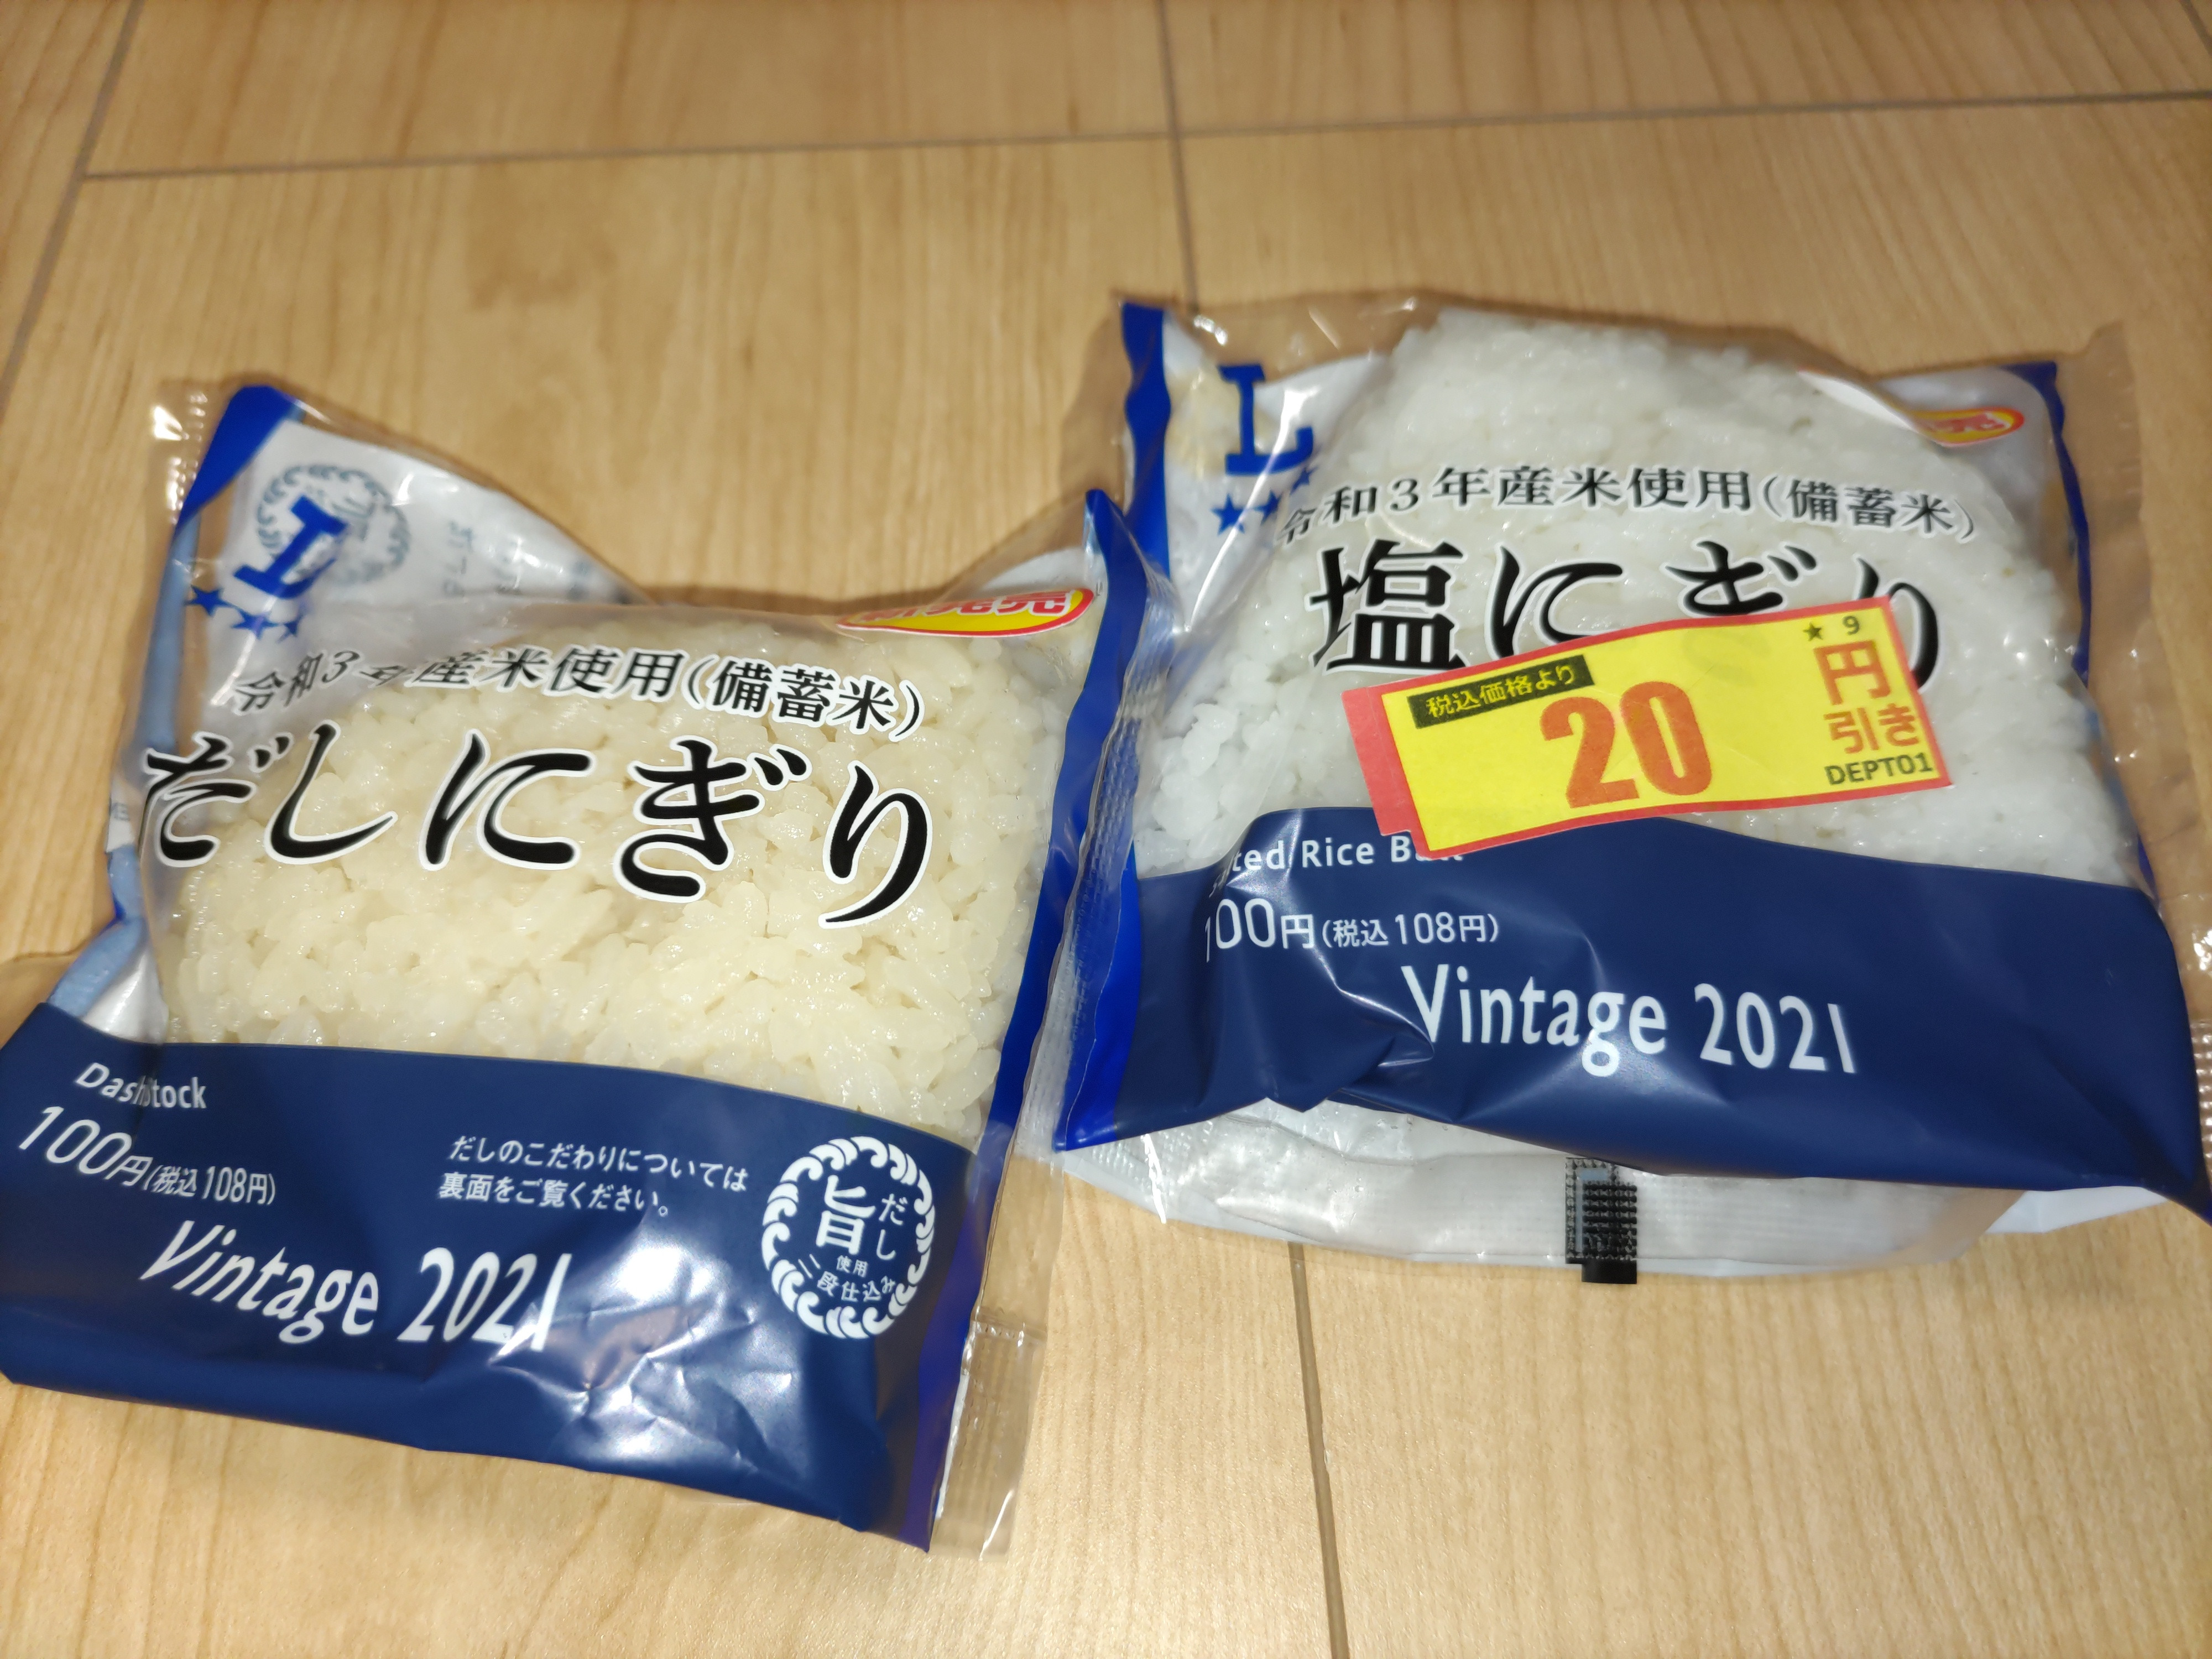 L
令和3年産米使用(備蓄米)
だしにぎり
Dashi Stock
100円(税込108円)
だしのこだわりについては
裏面をご覧ください。
Vintage 2021
だし
旨
使用
二段仕込み
L
令和3年産米使用(備蓄米)
塩にぎり
税込価格より
20
円
引き
★ 9
DEPT01
Rice
100円(税込108円)
Vintage 2021